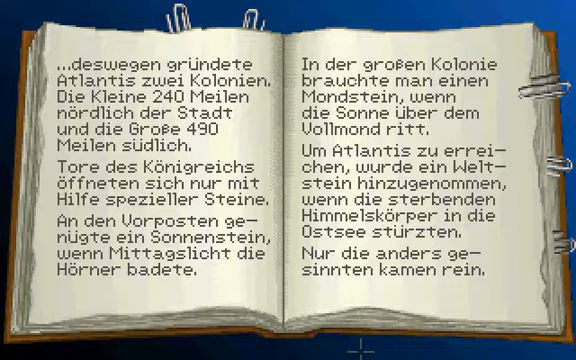 ...deswegen gründete
Atlantis zwei Kolonien.
Die Kleine 240 Meilen
nördlich der Stadt
und die Große 490
Meilen südlich.
Tore des Königreichs
öffneten sich nur mit
Hilfe spezieller Steine.
An den Vorposten ge-
nügte ein Sonnenstein,
wenn Mittagslicht die
Hörner badete.
In der großen Kolonie
brauchte man einen
Mondstein, wenn
die Sonne über dem
Vollmond ritt.
Um Atlantis zu errei-
chen, wurde ein Welt-
stein hinzugenommen,
wenn die sterbenden
Himmelskörper in die
Ostsee stürzten.
Nur die anders ge-
sinnten kamen rein.